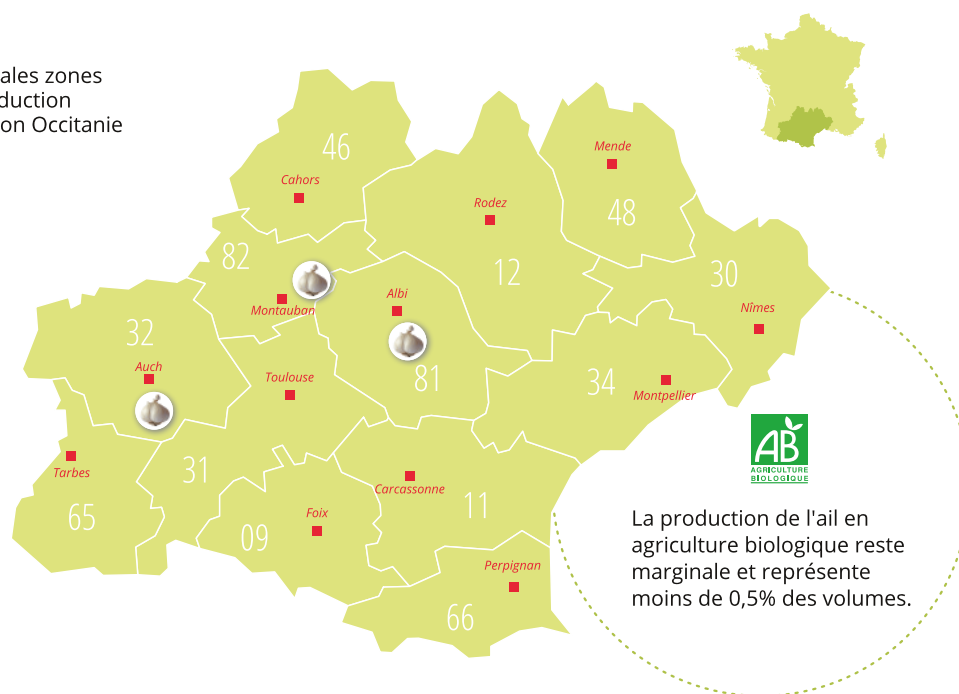 ales zones
duction
on Occitanie
46
Cahors
Mende
48
Rodez
12
82
Montauban
Albi
81
30
Nîmes
32
Auch
Toulouse
34
Montpellier
31
Tarbes
65
Carcassonne
11
09
Foix
Perpignan
66
AB
AGRICULTURE
BIOLOGIQUE
La production de l'ail en
agriculture biologique reste
marginale et représente
moins de 0,5% des volumes.